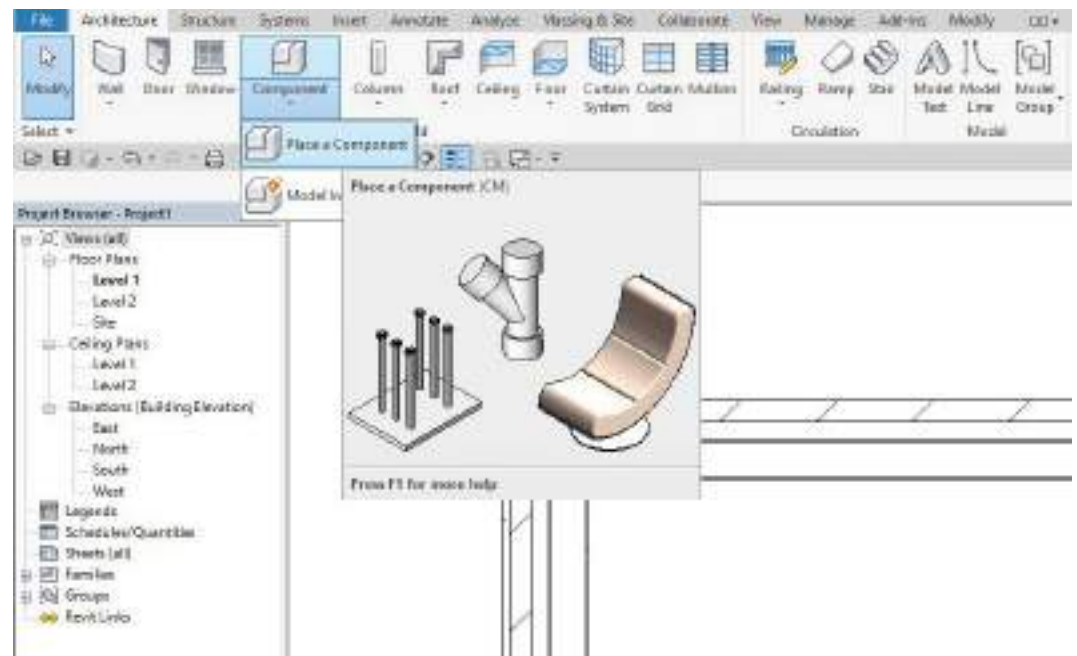 File Architecture Structure Systems Insert Annotate Analyze Massing & Site Collaborate View Manage Add-Ins Modify
Modify Wall Door Window Component Column Roof Ceiling Floor Curtain System Curtain Grid Mullion Railing Ramp Stair Model Text Model Line Model Group
Select Circulation Model
Place a Component
Model In
Place a Component (CM)
Press F1 for more help
Project Browser - Project1
Views (all)
Floor Plans
Level 1
Level 2
Site
Ceiling Plans
Level 1
Level 2
Elevations (Building Elevation)
East
North
South
West
Legends
Schedules/Quantities
Sheets (all)
Families
Groups
Revit Links